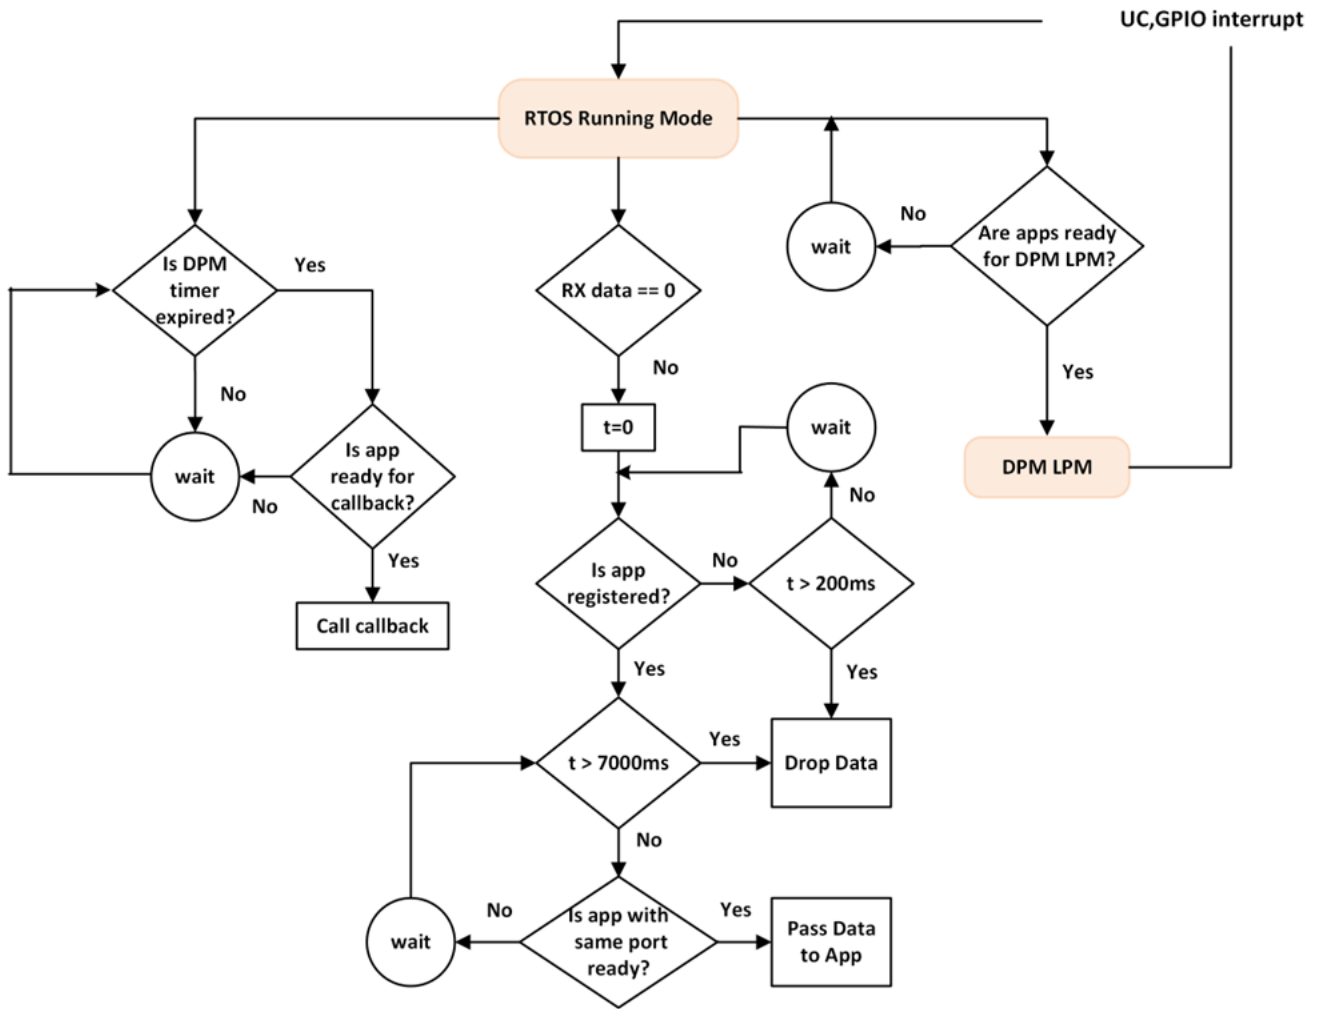 UC,GPIO interrupt
RTOS Running Mode
Is DPM
timer
expired?
Yes
No
wait
Is app
ready for
callback?
No
Yes
Call callback
RX data == 0
No
t=0
Is app
registered?
No
Yes
t > 200ms
No
wait
Yes
Drop Data
t > 7000ms
Yes
No
Is app with
same port
ready?
No
wait
Yes
Pass Data
to App
Are apps ready
for DPM LPM?
No
wait
Yes
DPM LPM